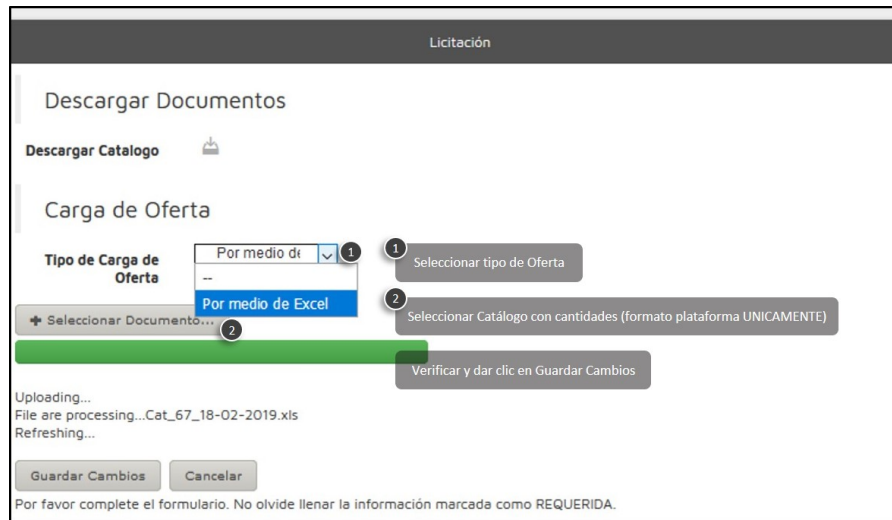 Licitación
Descargar Documentos
Descargar Catalogo
Carga de Oferta
Tipo de Carga de
Oferta
Por medio de
1
1
Seleccionar tipo de Oferta
--
Por medio de Excel
2
Seleccionar Catálogo con cantidades (formato plataforma UNICAMENTE)
+ Seleccionar Documento...
2
Verificar y dar clic en Guardar Cambios
Uploading...
File are processing...Cat_67_18-02-2019.xls
Refreshing...
Guardar Cambios
Cancelar
Por favor complete el formulario. No olvide llenar la información marcada como REQUERIDA.